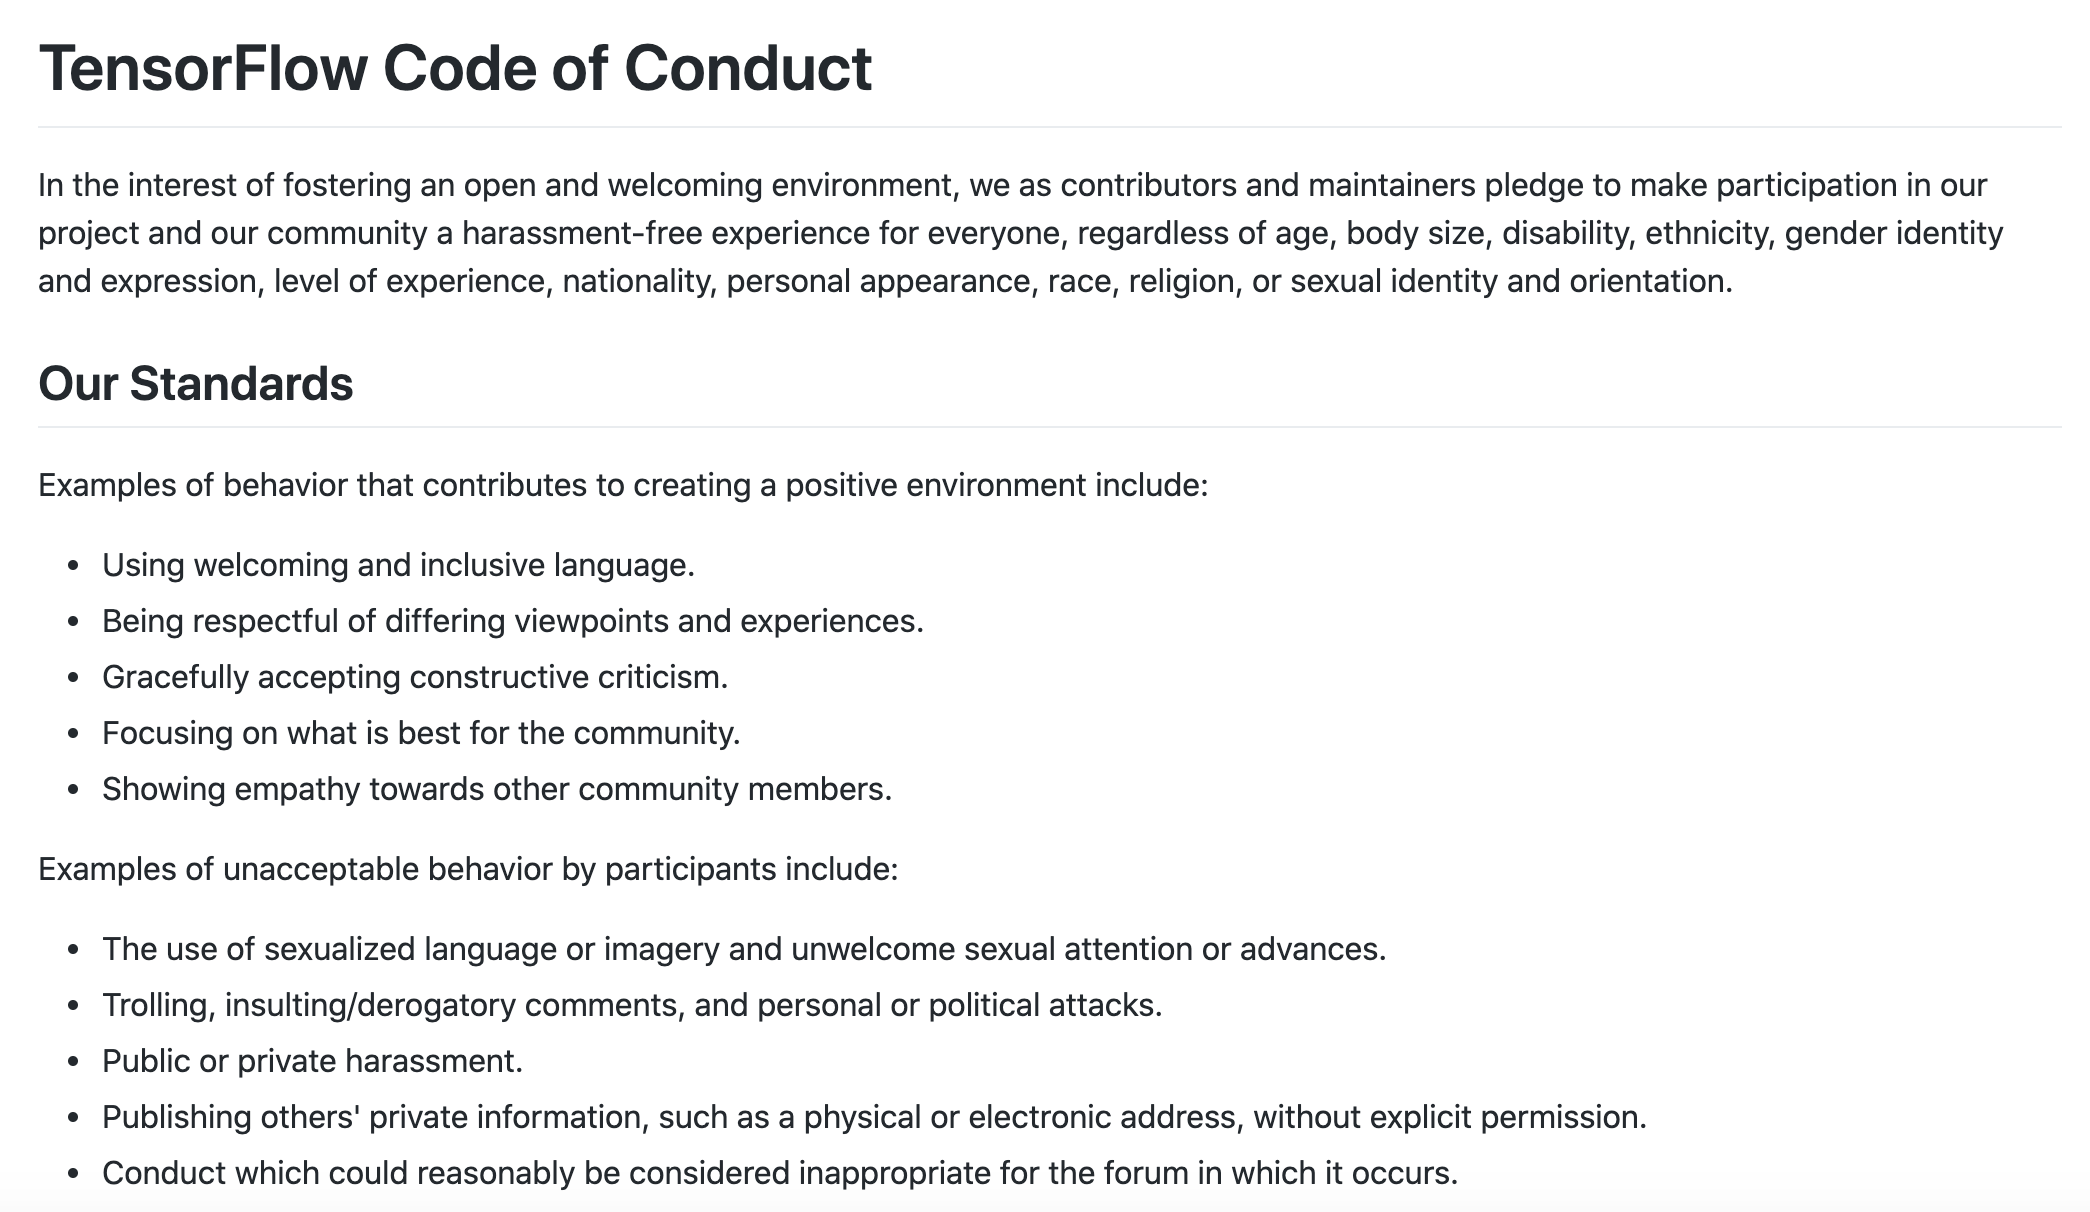 TensorFlow Code of Conduct
In the interest of fostering an open and welcoming environment, we as contributors and maintainers pledge to make participation in our
project and our community a harassment-free experience for everyone, regardless of age, body size, disability, ethnicity, gender identity
and expression, level of experience, nationality, personal appearance, race, religion, or sexual identity and orientation.
Our Standards
Examples of behavior that contributes to creating a positive environment include:
• Using welcoming and inclusive language.
• Being respectful of differing viewpoints and experiences.
• Gracefully accepting constructive criticism.
• Focusing on what is best for the community.
• Showing empathy towards other community members.
Examples of unacceptable behavior by participants include:
• The use of sexualized language or imagery and unwelcome sexual attention or advances.
• Trolling, insulting/derogatory comments, and personal or political attacks.
• Public or private harassment.
• Publishing others' private information, such as a physical or electronic address, without explicit permission.
• Conduct which could reasonably be considered inappropriate for the forum in which it occurs.